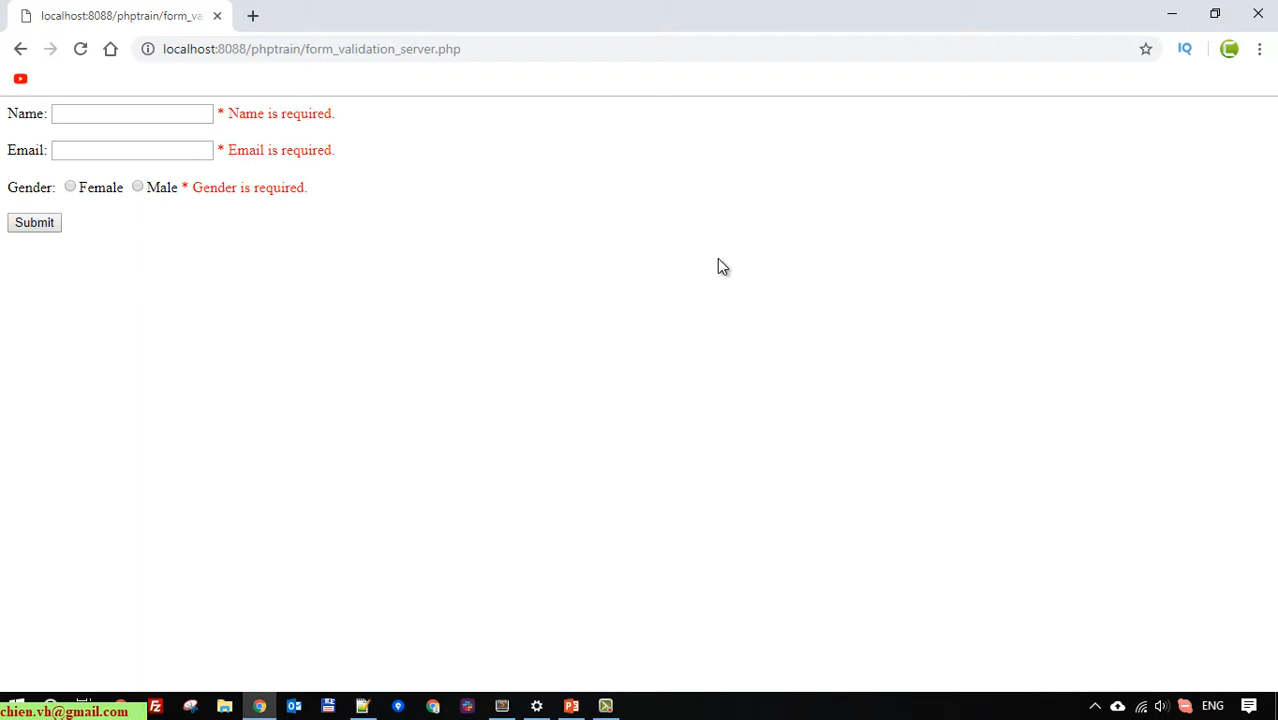 localhost:8088/phptrain/form_va
localhost:8088/phptrain/form_validation_server.php
IQ
Name: * Name is required.
Email: * Email is required.
Gender: Female Male * Gender is required.
Submit
ENG
chien.vh@gmail.com